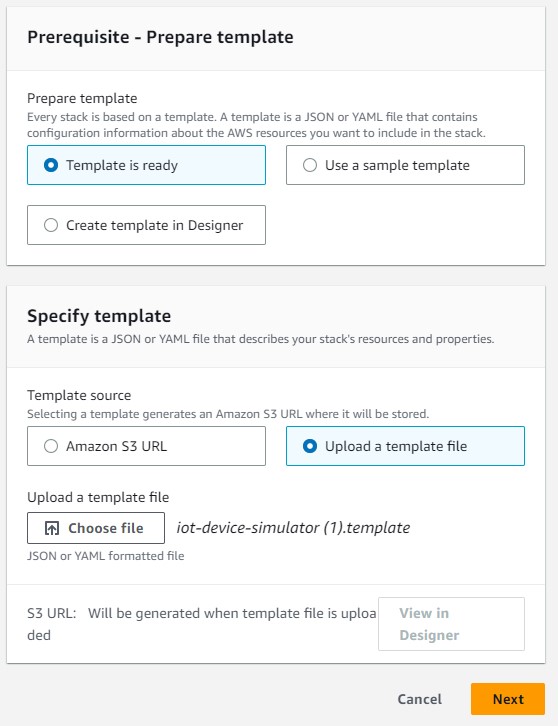 Prerequisite - Prepare template
Prepare template
Every stack is based on a template. A template is a JSON or YAML file that contains
configuration information about the AWS resources you want to include in the stack.
Template is ready
Use a sample template
Create template in Designer
Specify template
A template is a JSON or YAML file that describes your stack's resources and properties.
Template source
Selecting a template generates an Amazon S3 URL where it will be stored.
Amazon S3 URL
Upload a template file
Upload a template file
Choose file
iot-device-simulator (1).template
JSON or YAML formatted file
S3 URL: Will be generated when template file is uploa
ded
View in
Designer
Cancel
Next